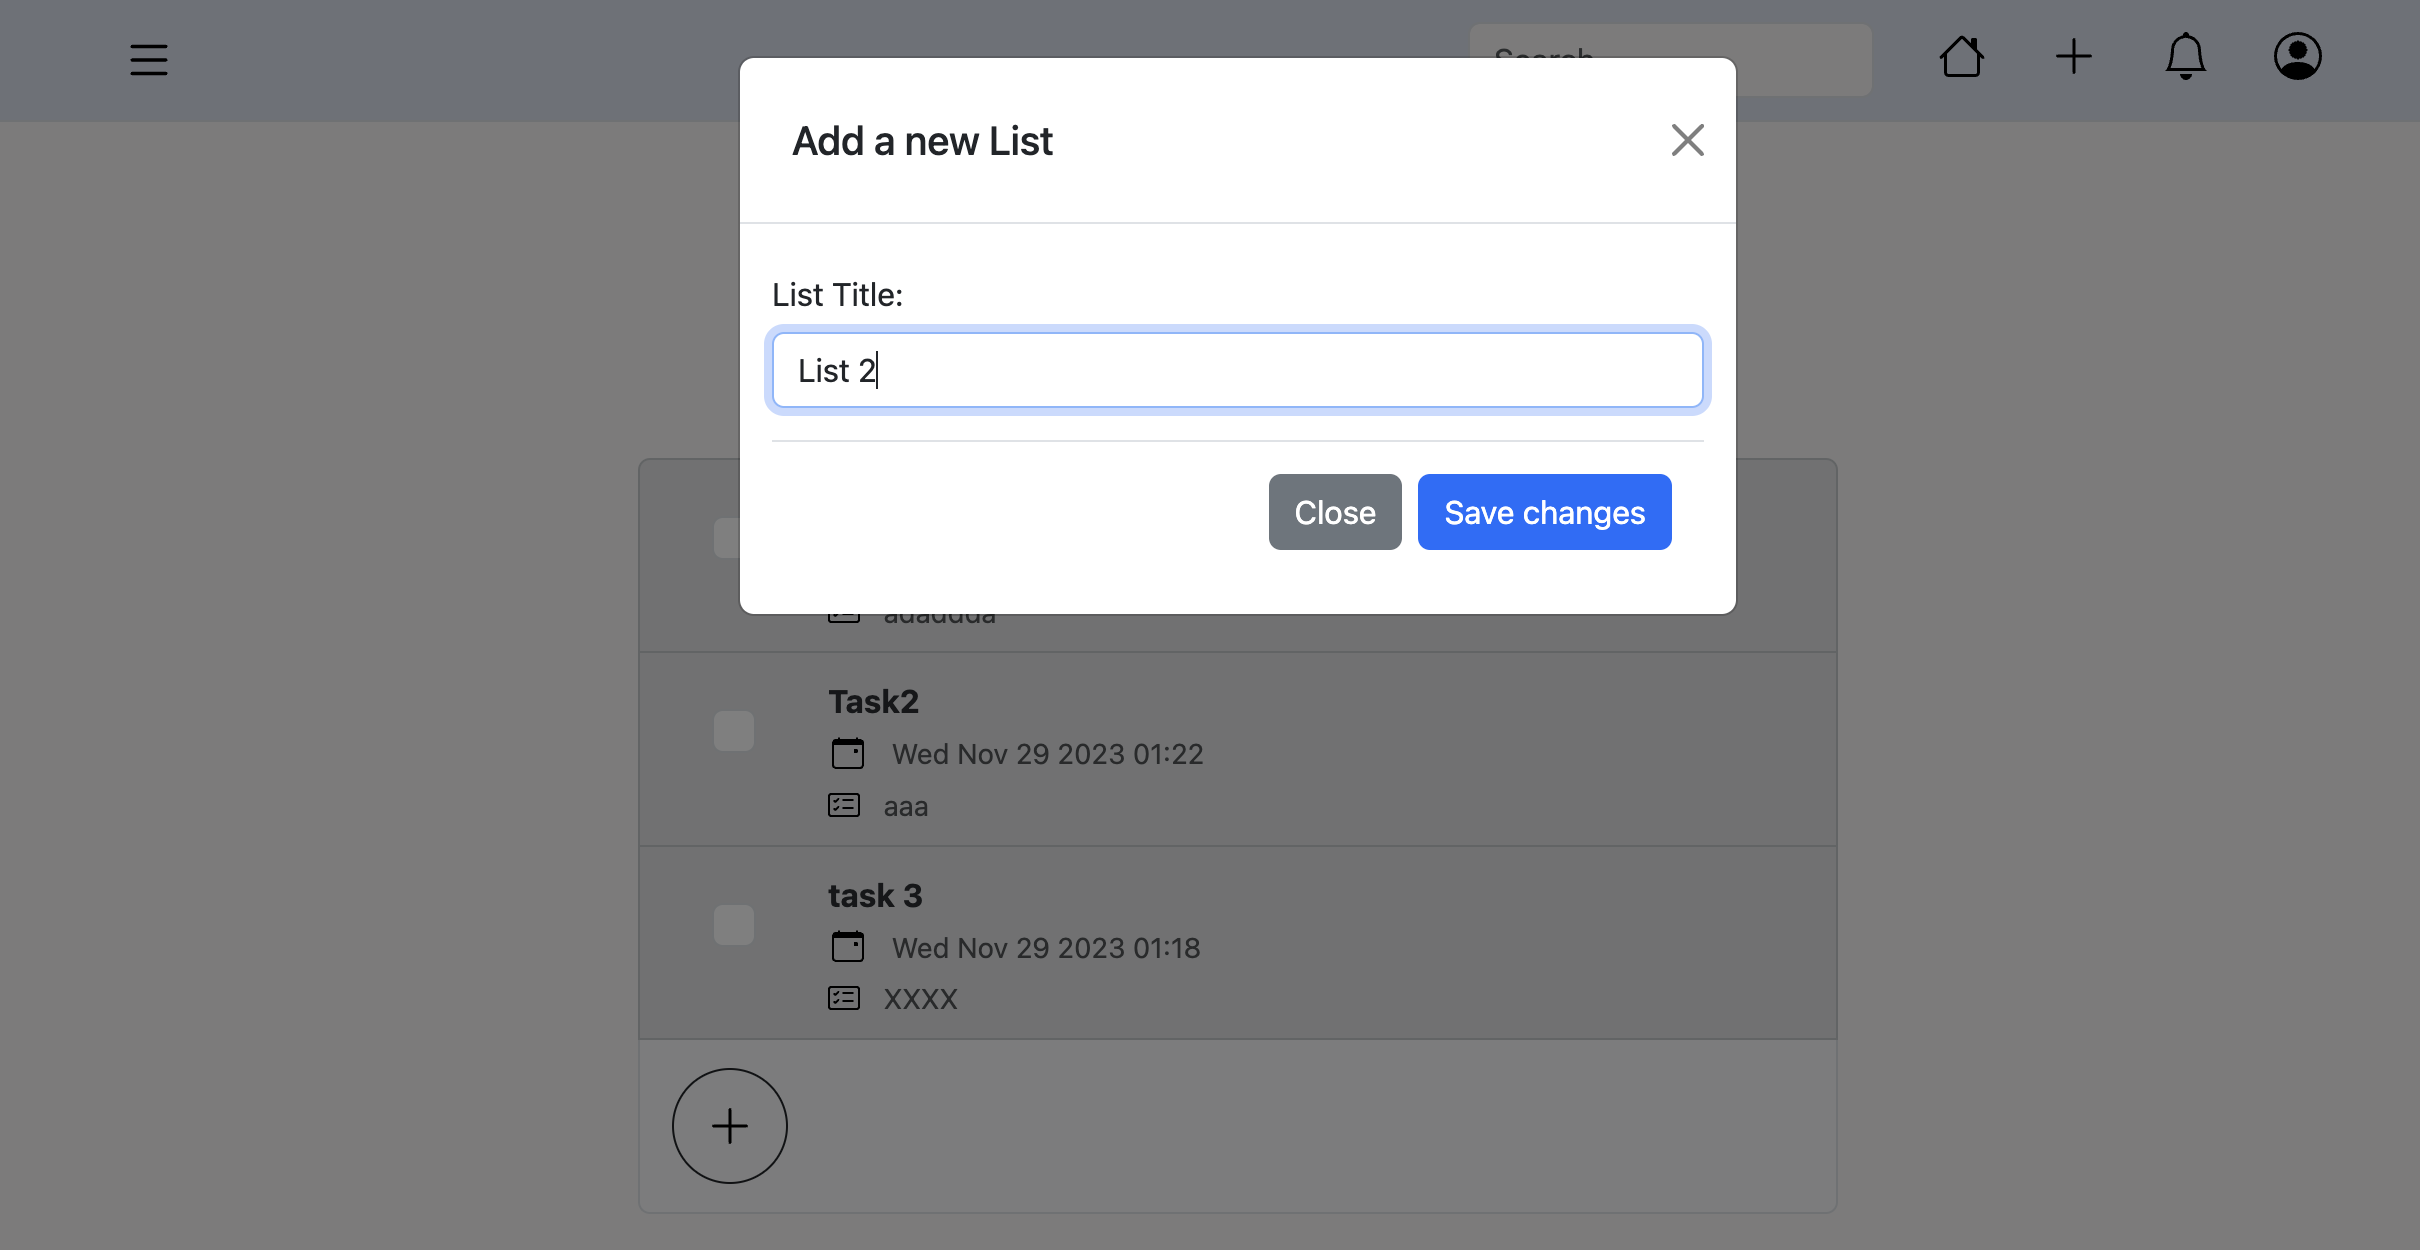 Search
Add a new List
List Title:
List 2
Close
Save changes
Task2
Wed Nov 29 2023 01:22
aaa
task 3
Wed Nov 29 2023 01:18
XXXX